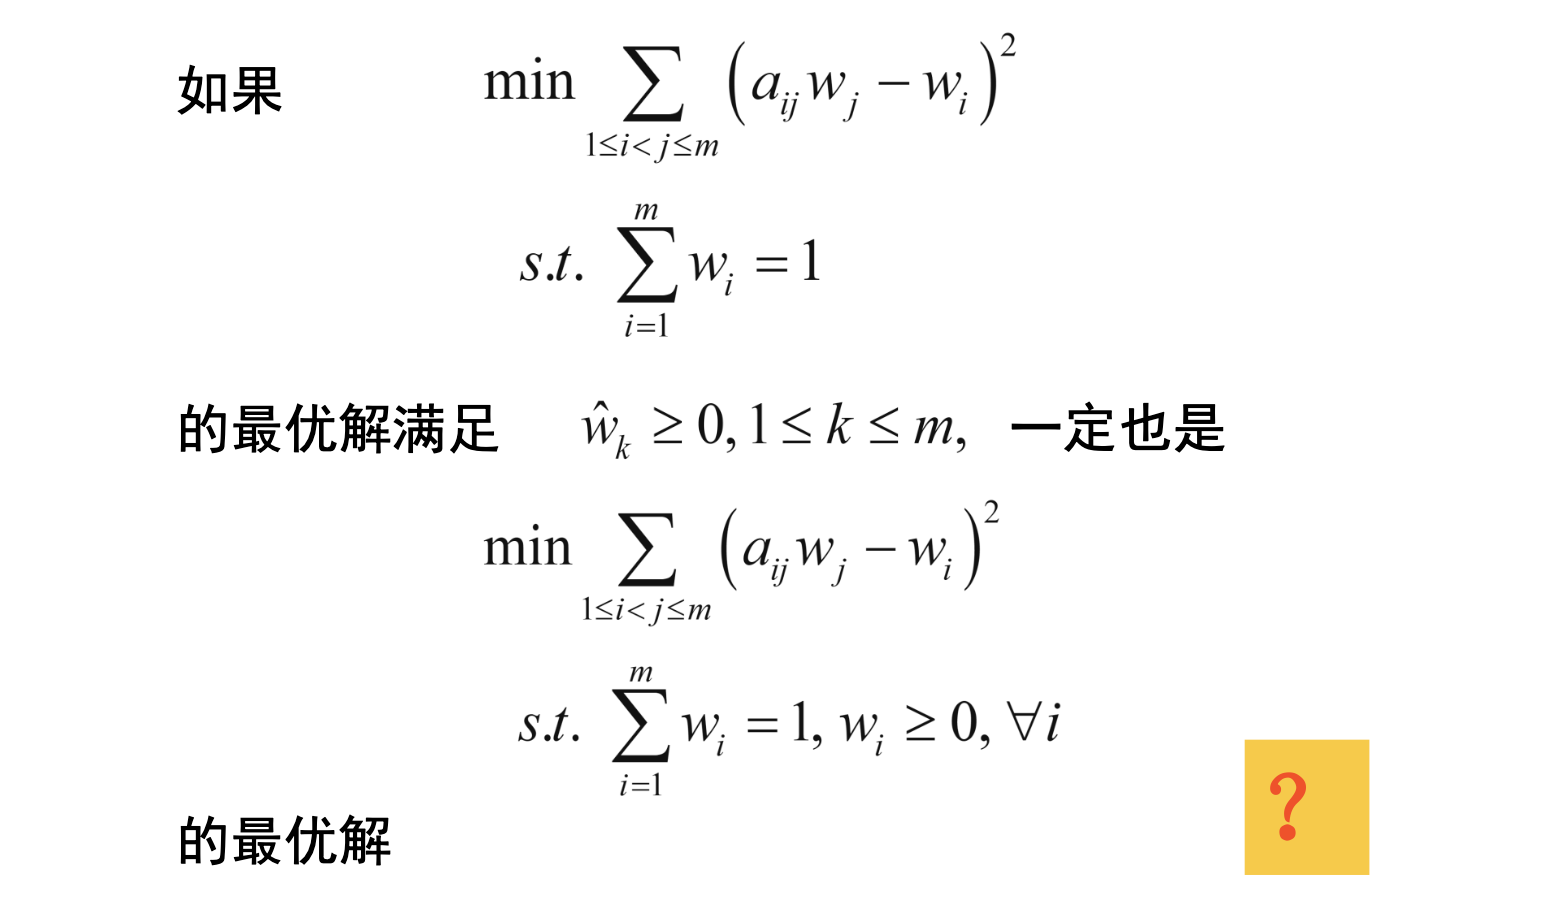 如果 min ∑_{1≤i<j≤m} (a_{ij}w_j − w_i)^2
s.t. ∑_{i=1}^{m} w_i = 1
的最优解满足 ŵ_k ≥ 0, 1 ≤ k ≤ m, 一定也是
min ∑_{1≤i<j≤m} (a_{ij}w_j − w_i)^2
s.t. ∑_{i=1}^{m} w_i = 1, w_i ≥ 0, ∀i
的最优解
?